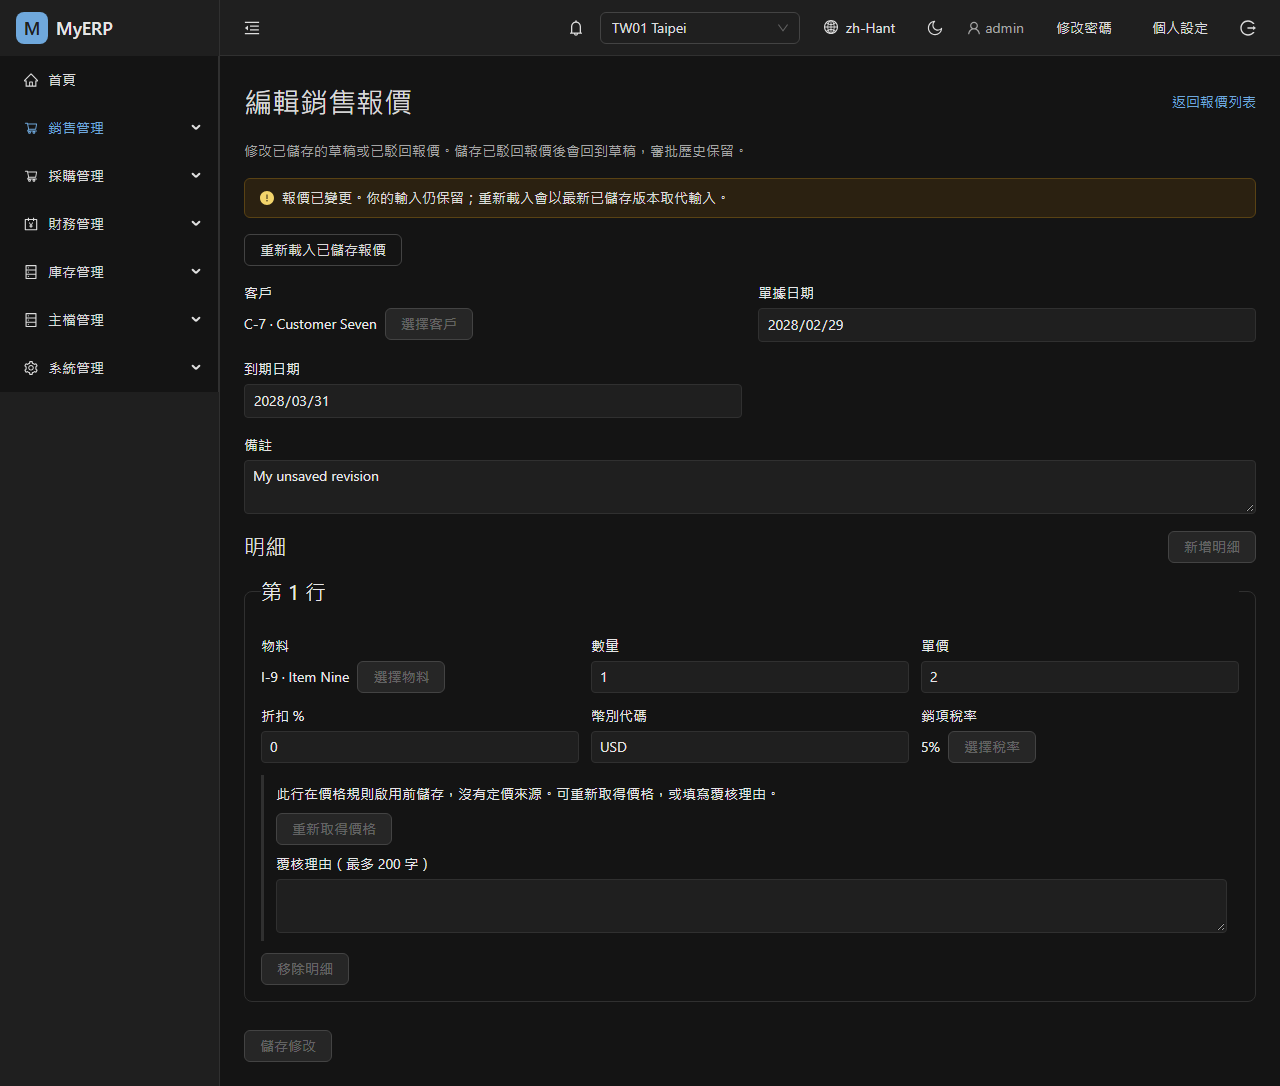 M MyERP
TW01 Taipei
zh-Hant
admin
修改密碼
個人設定
首頁
銷售管理
採購管理
財務管理
庫存管理
主檔管理
系統管理
編輯銷售報價
返回報價列表
修改已儲存的草稿或已駁回報價。儲存已駁回報價後會回到草稿，審批歷史保留。
報價已變更。你的輸入仍保留；重新載入會以最新已儲存版本取代輸入。
重新載入已儲存報價
客戶
C-7 · Customer Seven
選擇客戶
單據日期
2028/02/29
到期日期
2028/03/31
備註
My unsaved revision
明細
新增明細
第 1 行
物料
I-9 · Item Nine
選擇物料
數量
1
單價
2
折扣 %
0
幣別代碼
USD
銷項稅率
5%
選擇稅率
此行在價格規則啟用前儲存，沒有定價來源。可重新取得價格，或填寫覆核理由。
重新取得價格
覆核理由（最多 200 字）
移除明細
儲存修改